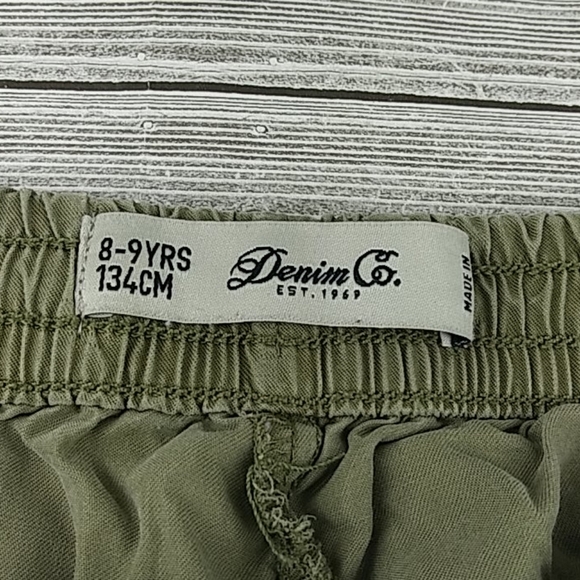 8-9YRS
134CM
Denim Co.
EST. 1969
MADE IN